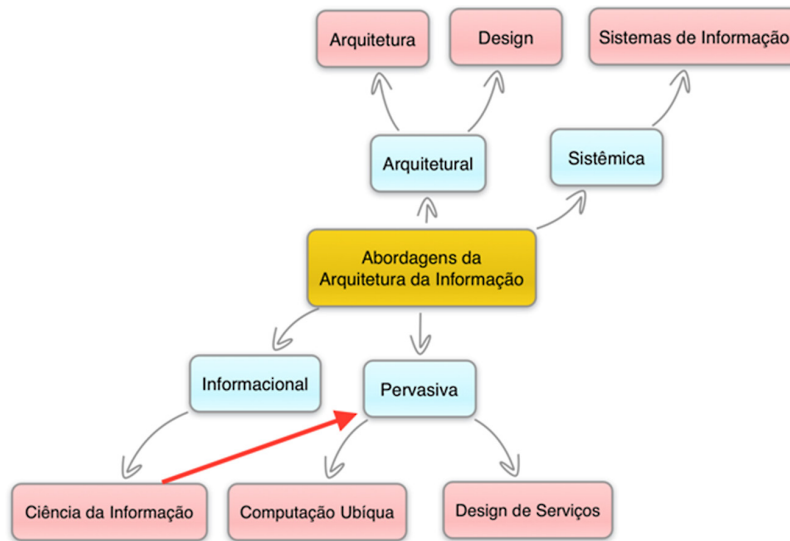 Arquitetura
Design
Sistemas de Informação
Arquitetural
Sistêmica
Abordagens da
Arquitetura da Informação
Informacional
Pervasiva
Ciência da Informação
Computação Ubíqua
Design de Serviços